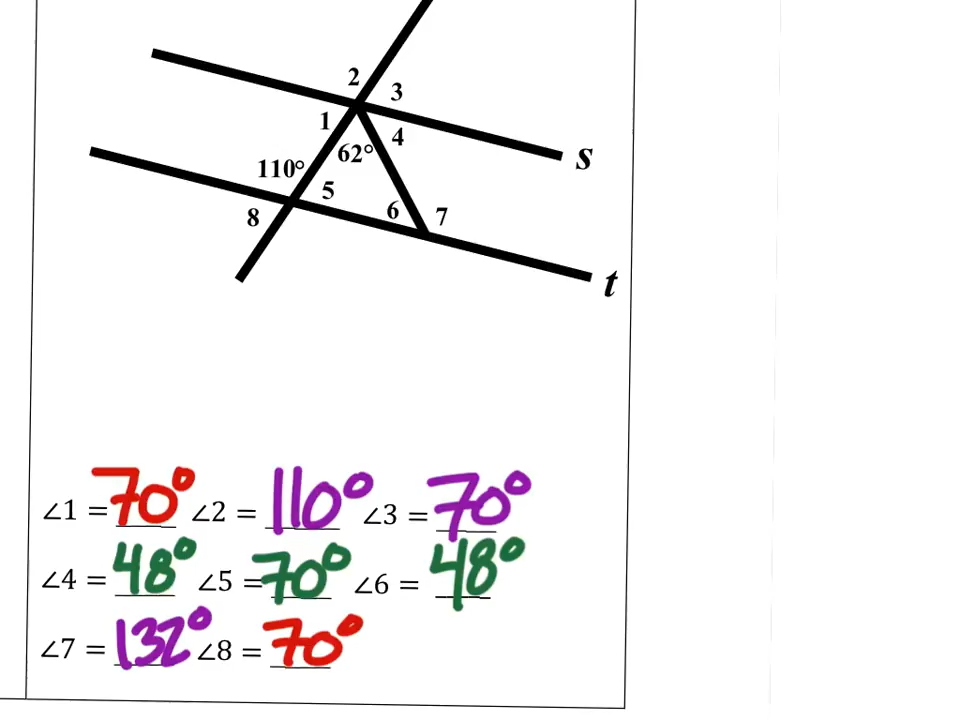 2
3
s
1
4
62°
110°
5
6
7
8
t
∠1 = 70° ∠2 = 110° ∠3 = 70°
∠4 = 48° ∠5 = 70° ∠6 = 48°
∠7 = 132° ∠8 = 70°